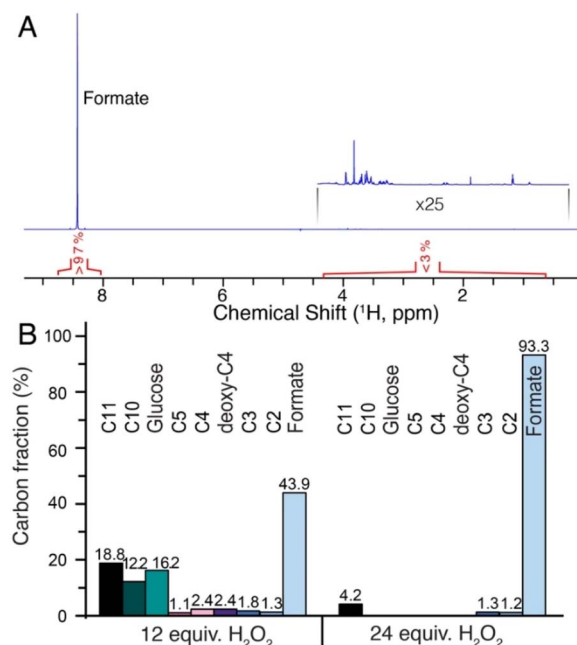 A
Formate
x25
>97%
<3%
8
6
4
2
Chemical Shift (¹H, ppm)
B
Carbon fraction (%)
100
80
60
40
20
0
C11
C10
Glucose
C5
C4
deoxy-C4
C3
C2
Formate
C11
C10
Glucose
C5
C4
deoxy-C4
C3
C2
Formate
18.8
12.2
16.2
1.1
2.4
2.4
1.8
1.3
43.9
4.2
1.3
1.2
93.3
12 equiv. H₂O₂
24 equiv. H₂O₂